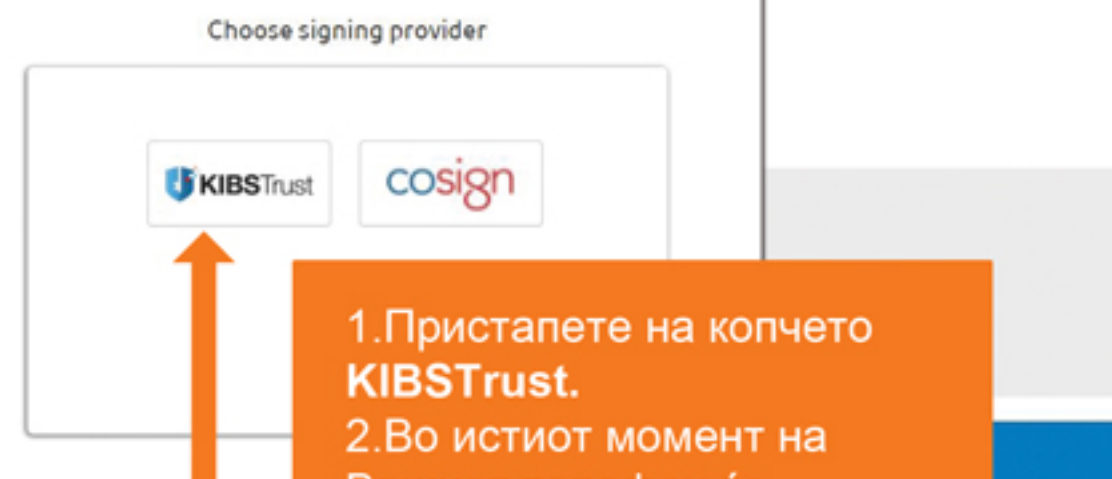 Choose signing provider
KIBSTrust
cosign
1.Пристапете на копчето
KIBSTrust.
2.Во истиот момент на